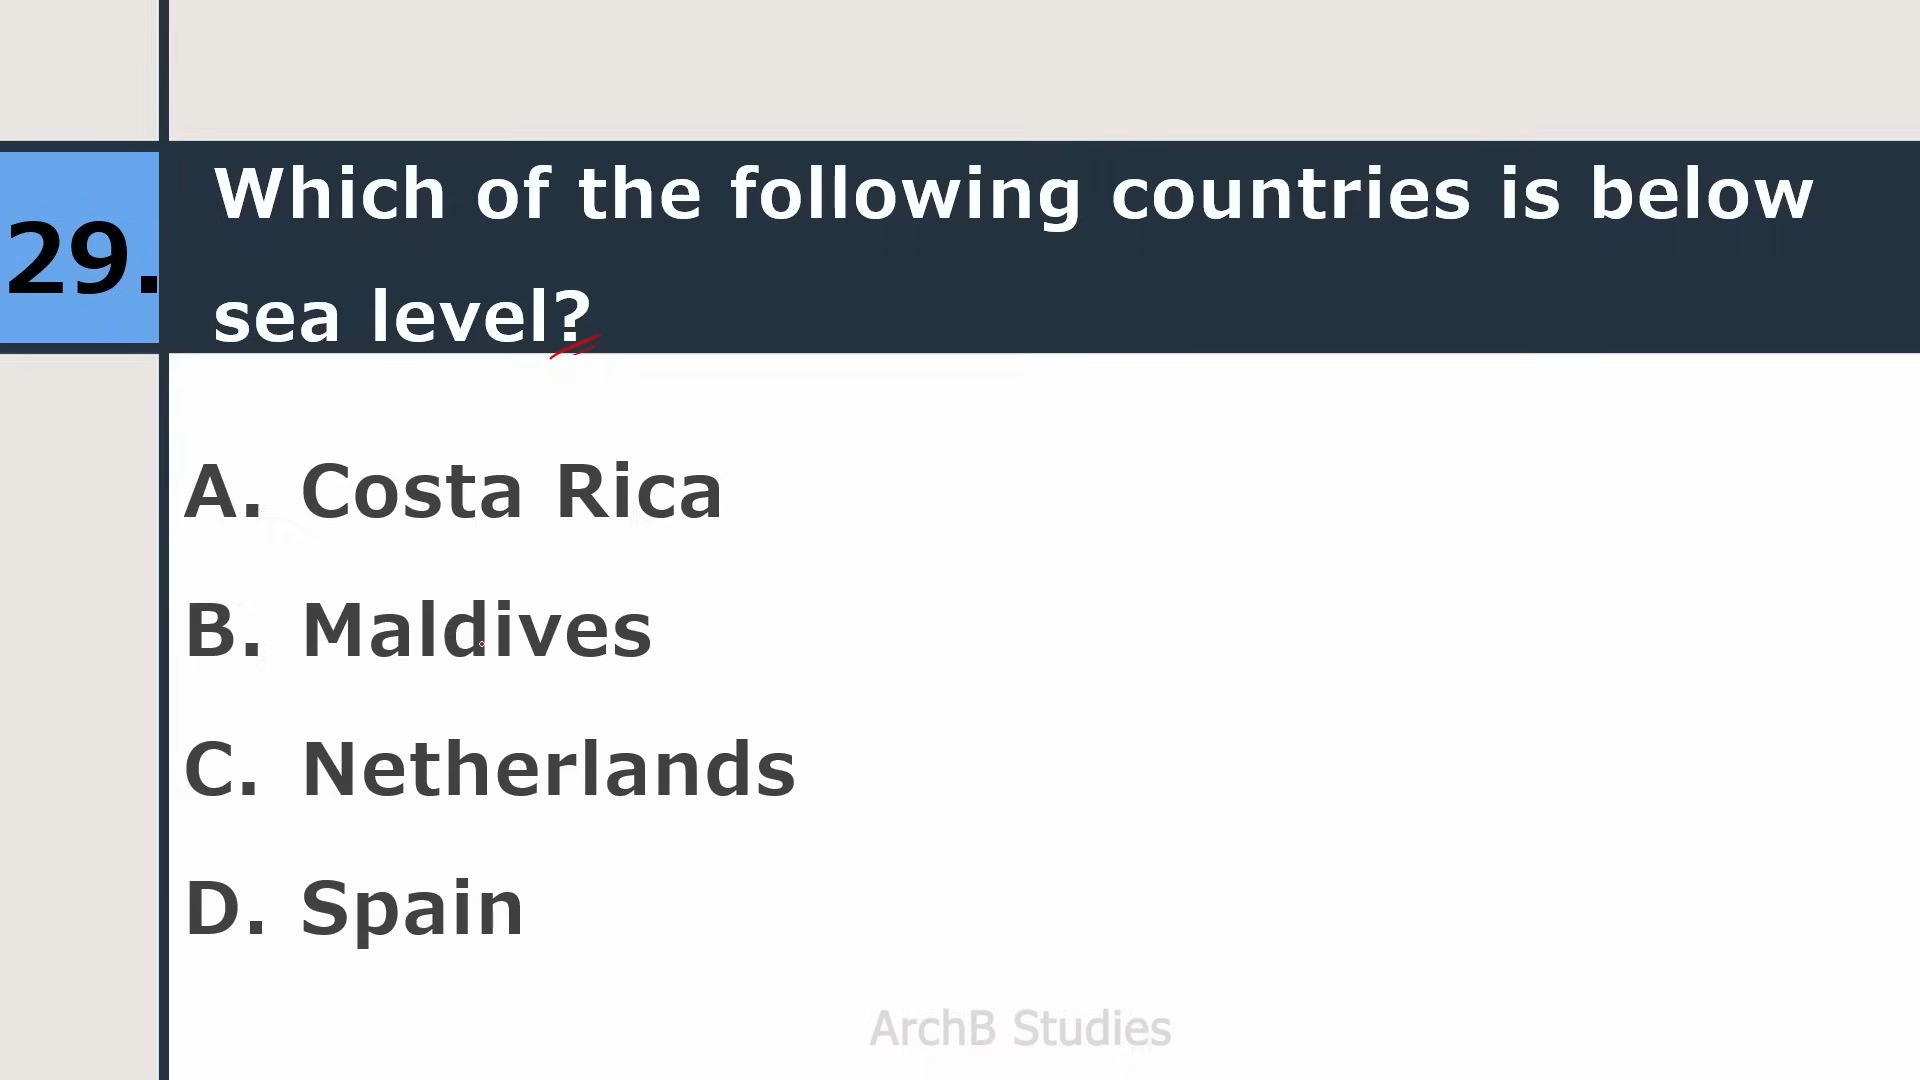 29.
Which of the following countries is below
sea level?
A. Costa Rica
B. Maldives
C. Netherlands
D. Spain
ArchB Studies